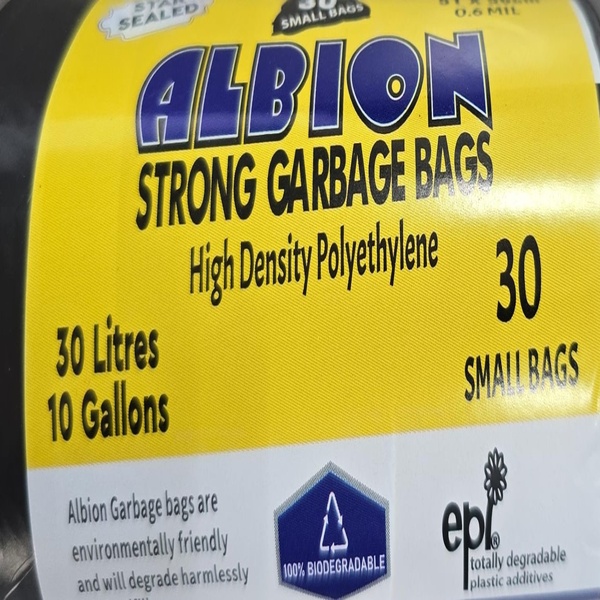 STAR
SEALED
30
SMALL BAGS
0.6 MIL
ALBION
STRONG GARBAGE BAGS
High Density Polyethylene
30
SMALL BAGS
30 Litres
10 Gallons
Albion Garbage bags are
environmentally friendly
and will degrade harmlessly
100% BIODEGRADABLE
epi®
totally degradable
plastic additives